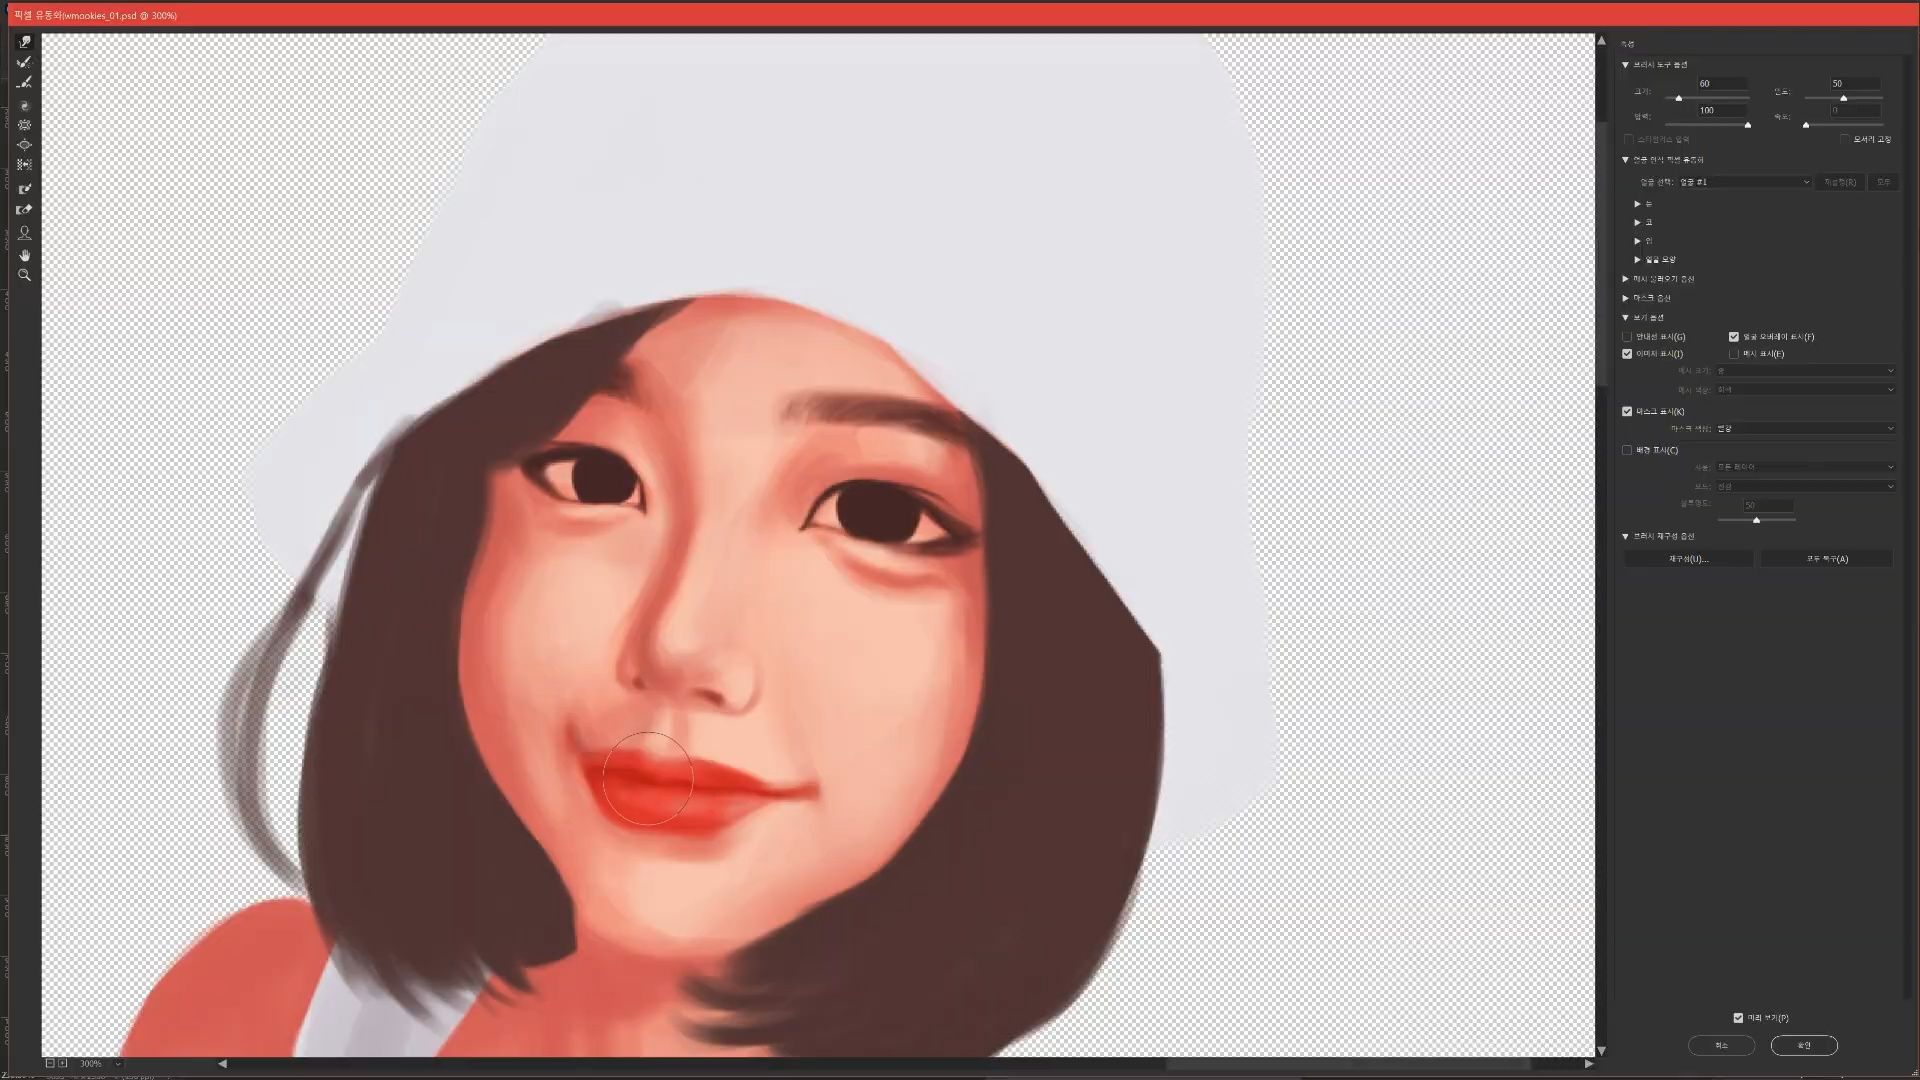 픽셀 유동화(wmookies_01.psd @ 300%)
속성
브러시 도구 옵션
크기: 60 밀도: 50
압력: 100 속도: 0
스타일러스 압력 모서리 고정
얼굴 인식 픽셀 유동화
얼굴 선택: 얼굴 #1 재설정(R) 모두
눈
코
입
얼굴 모양
메시 불러오기 옵션
마스크 옵션
보기 옵션
안내선 표시(G) 얼굴 오버레이 표시(F)
이미지 표시(I) 메시 표시(E)
메시 크기: 중
메시 색상: 회색
마스크 표시(K)
마스크 색상: 빨강
배경 표시(C)
사용: 모든 레이어
모드: 전면
불투명도: 50
브러시 재구성 옵션
재구성(U)... 모두 복구(A)
미리 보기(P)
취소 확인
300%